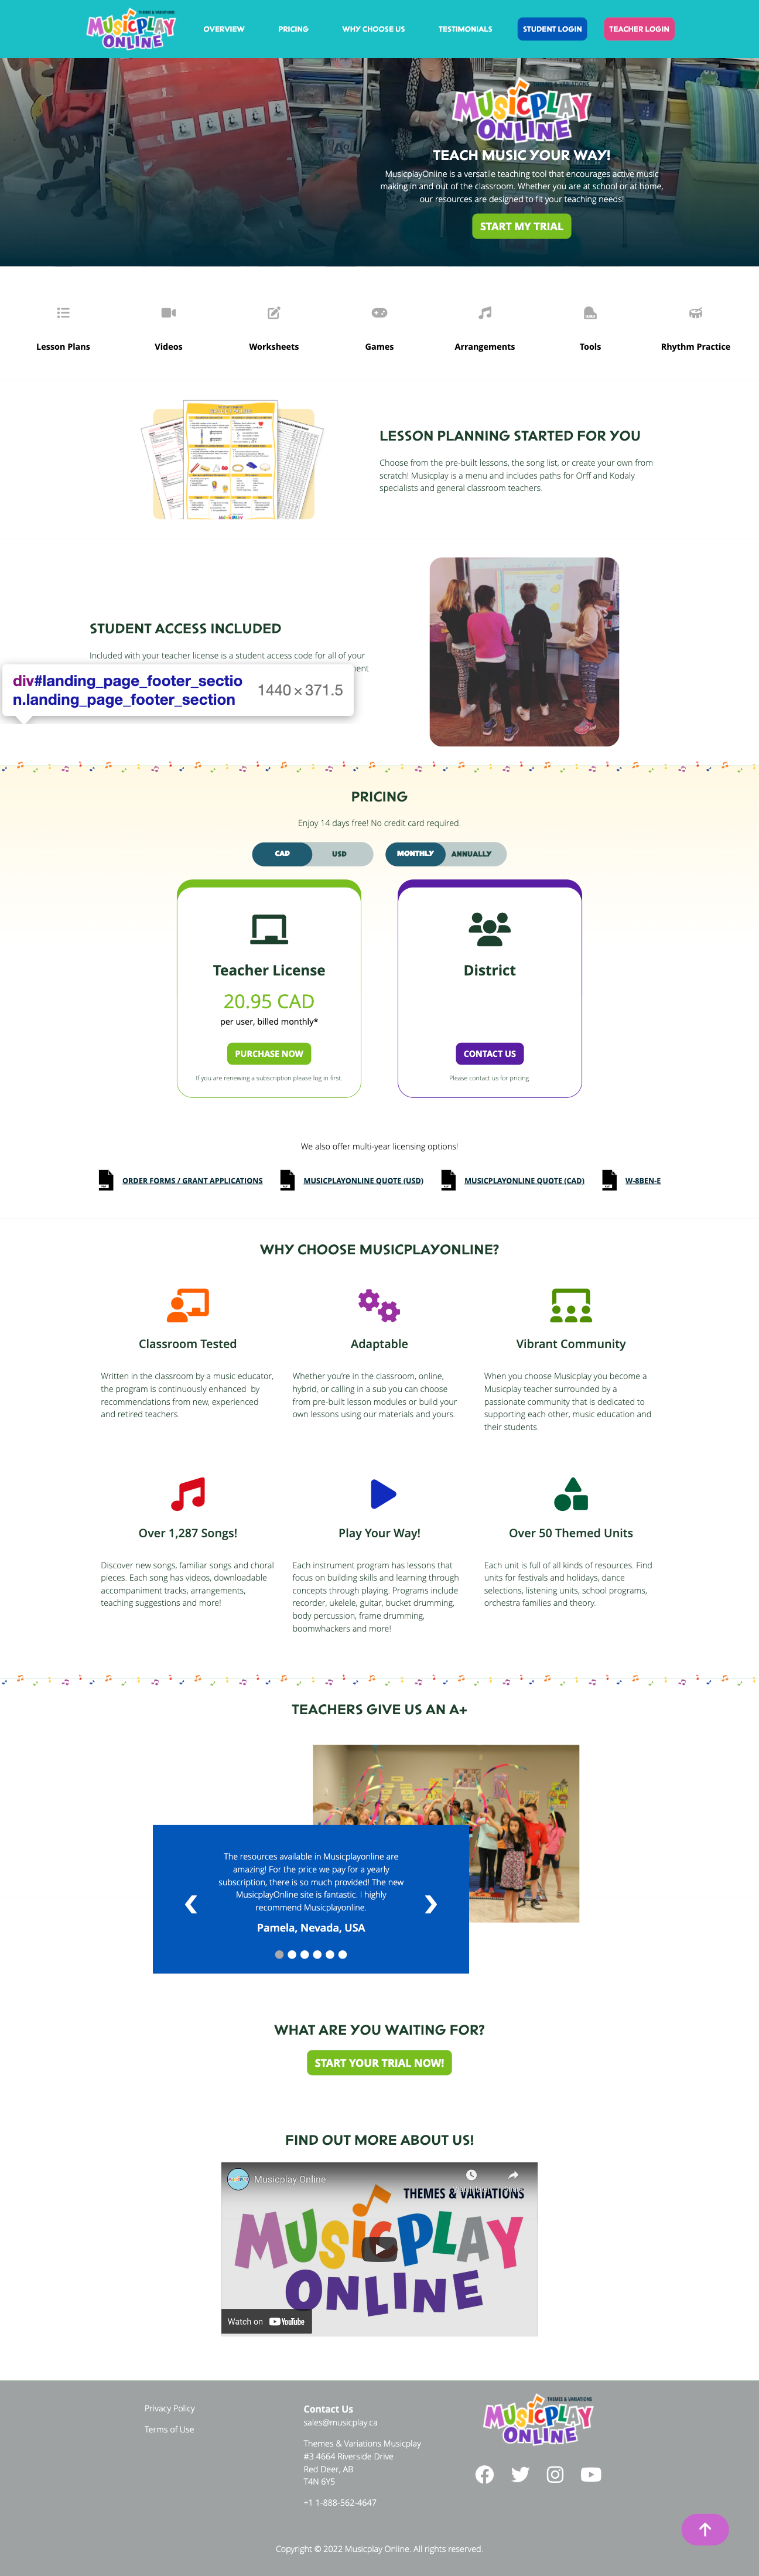 THEMES & VARIATIONS
MUSICPLAY
ONLINE
OVERVIEW
PRICING
WHY CHOOSE US
TESTIMONIALS
STUDENT LOGIN
TEACHER LOGIN
MUSICPLAY
ONLINE
TEACH MUSIC YOUR WAY!
MusicplayOnline is a versatile teaching tool that encourages active music
making in and out of the classroom. Whether you are at school or at home,
our resources are designed to fit your teaching needs!
START MY TRIAL
Lesson Plans
Videos
Worksheets
Games
Arrangements
Tools
Rhythm Practice
LESSON PLANNING STARTED FOR YOU
Choose from the pre-built lessons, the song list, or create your own from
scratch! Musicplay is a menu and includes paths for Orff and Kodaly
specialists and general classroom teachers.
STUDENT ACCESS INCLUDED
Included with your teacher license is a student access code for all of your
div#landing_page_footer_sectio
n.landing_page_footer_section
1440 × 371.5
PRICING
Enjoy 14 days free! No credit card required.
CAD
USD
MONTHLY
ANNUALLY
Teacher License
20.95 CAD
per user, billed monthly*
PURCHASE NOW
If you are renewing a subscription please log in first.
District
CONTACT US
Please contact us for pricing.
We also offer multi-year licensing options!
ORDER FORMS / GRANT APPLICATIONS
MUSICPLAYONLINE QUOTE (USD)
MUSICPLAYONLINE QUOTE (CAD)
W-8BEN-E
WHY CHOOSE MUSICPLAYONLINE?
Classroom Tested
Written in the classroom by a music educator,
the program is continuously enhanced by
recommendations from new, experienced
and retired teachers.
Adaptable
Whether you're in the classroom, online,
hybrid, or calling in a sub you can choose
from pre-built lesson modules or build your
own lessons using our materials and yours.
Vibrant Community
When you choose Musicplay you become a
Musicplay teacher surrounded by a
passionate community that is dedicated to
supporting each other, music education and
their students.
Over 1,287 Songs!
Discover new songs, familiar songs and choral
pieces. Each song has videos, downloadable
accompaniment tracks, arrangements,
teaching suggestions and more!
Play Your Way!
Each instrument program has lessons that
focus on building skills and learning through
concepts through playing. Programs include
recorder, ukelele, guitar, bucket drumming,
body percussion, frame drumming,
boomwhackers and more!
Over 50 Themed Units
Each unit is full of all kinds of resources. Find
units for festivals and holidays, dance
selections, listening units, school programs,
orchestra families and theory.
TEACHERS GIVE US AN A+
The resources available in Musicplayonline are
amazing! For the price we pay for a yearly
subscription, there is so much provided! The new
MusicplayOnline site is fantastic. I highly
recommend Musicplayonline.
Pamela, Nevada, USA
WHAT ARE YOU WAITING FOR?
START YOUR TRIAL NOW!
FIND OUT MORE ABOUT US!
Musicplay Online
THEMES & VARIATIONS
MUSICPLAY
ONLINE
Watch on YouTube
Privacy Policy
Terms of Use
Contact Us
sales@musicplay.ca
Themes & Variations Musicplay
#3 4664 Riverside Drive
Red Deer, AB
T4N 6Y5
+1 1-888-562-4647
THEMES & VARIATIONS
MUSICPLAY
ONLINE
Copyright © 2022 Musicplay Online. All rights reserved.